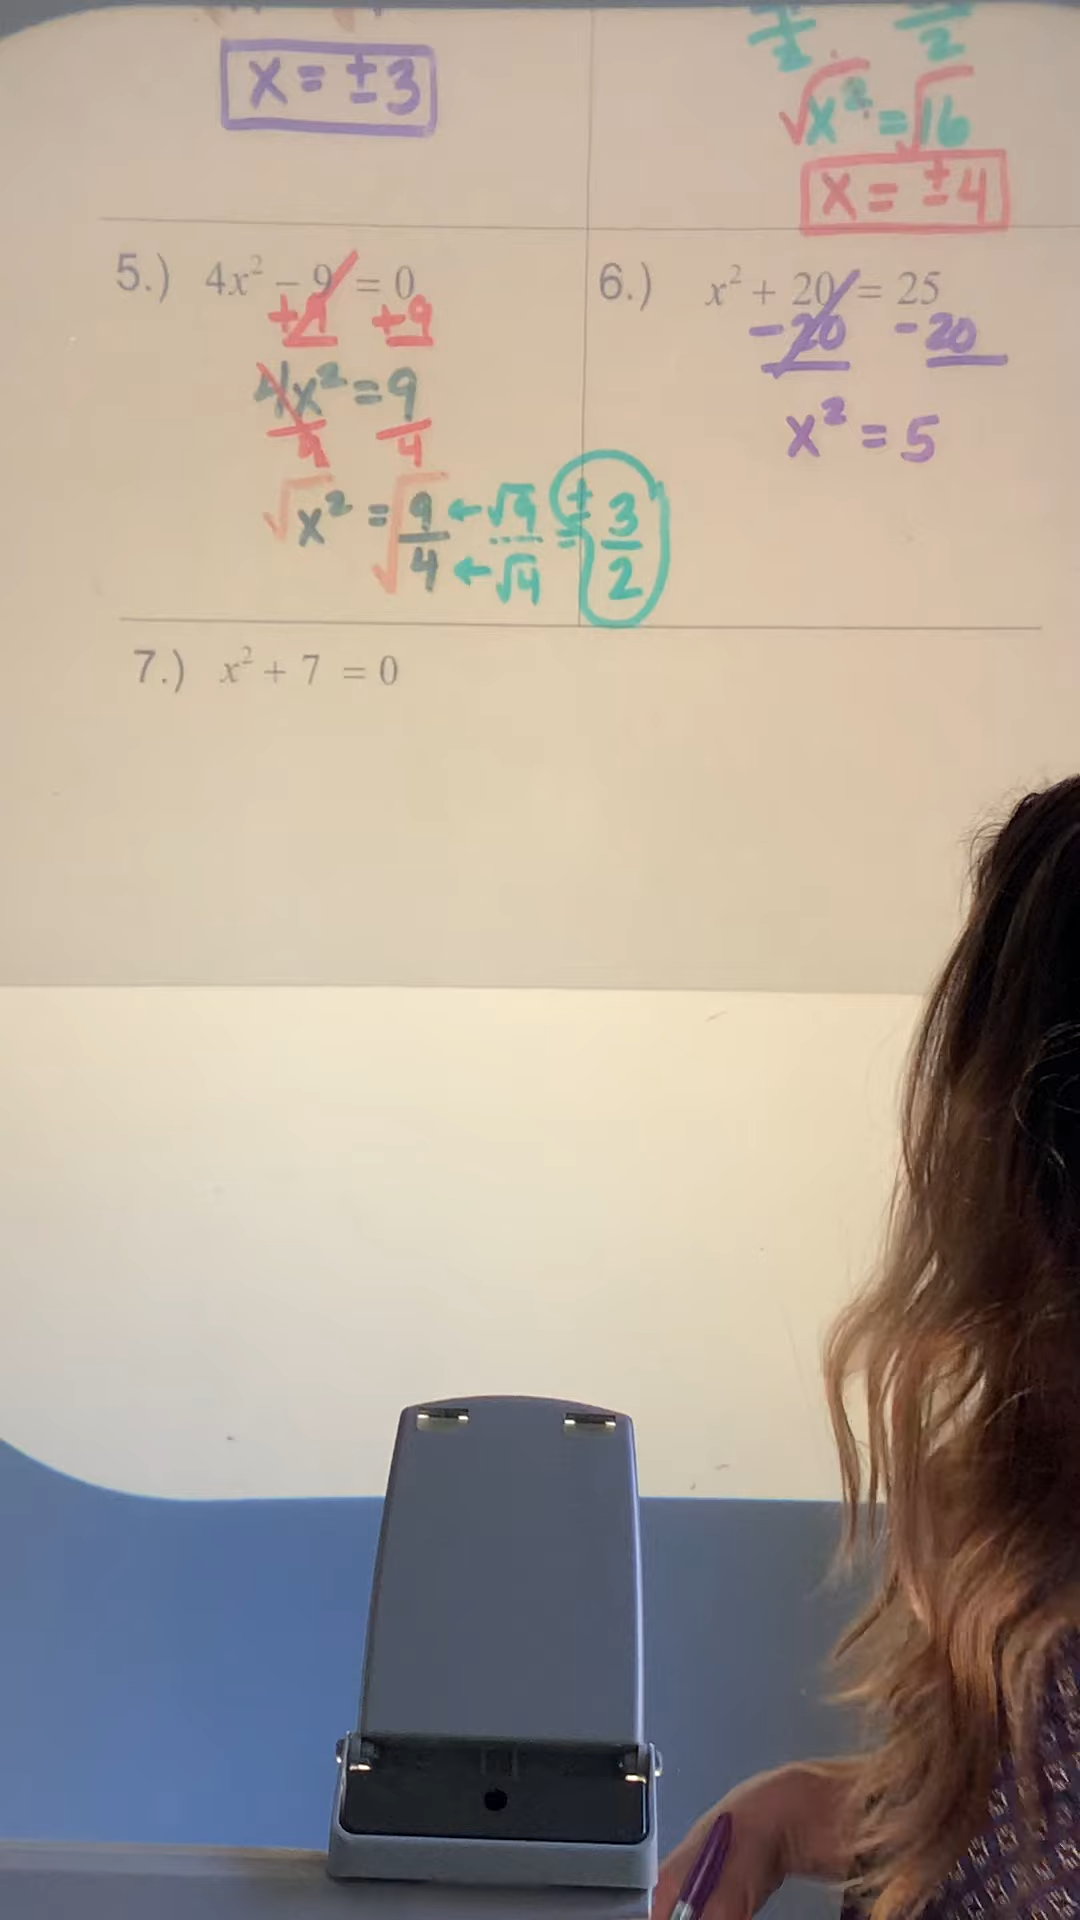 x = ±3
2
√x² = √16
x = ±4
5.) 4x² − 9 = 0
+9 +9
4x² = 9
4 4
√x² = √9/4 ← √9 / ← √4 = ± 3/2
6.) x² + 20 = 25
−20 −20
x² = 5
7.) x² + 7 = 0